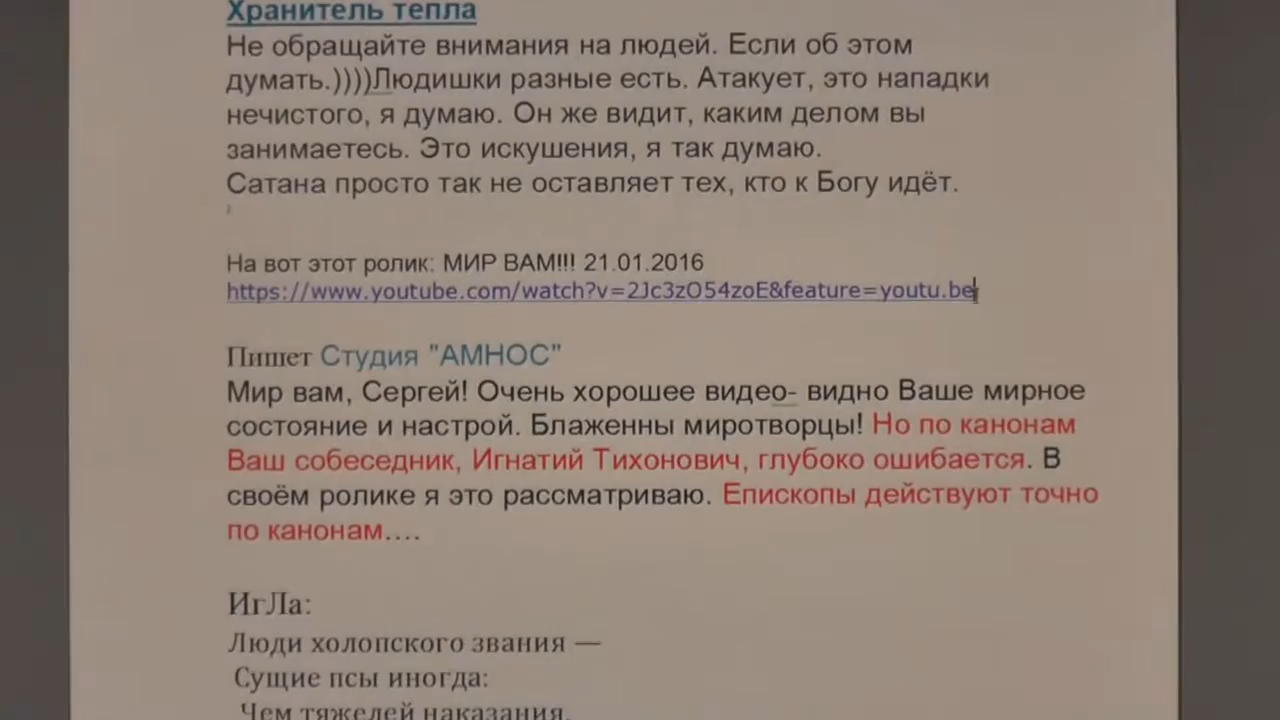 Хранитель тепла
Не обращайте внимания на людей. Если об этом
думать.))))Людишки разные есть. Атакует, это нападки
нечистого, я думаю. Он же видит, каким делом вы
занимаетесь. Это искушения, я так думаю.
Сатана просто так не оставляет тех, кто к Богу идёт.
На вот этот ролик: МИР ВАМ!!! 21.01.2016
https://www.youtube.com/watch?v=2Jc3zO54zoE&feature=youtu.be
Пишет Студия "АМНОС"
Мир вам, Сергей! Очень хорошее видео- видно Ваше мирное
состояние и настрой. Блаженны миротворцы! Но по канонам
Ваш собеседник, Игнатий Тихонович, глубоко ошибается. В
своём ролике я это рассматриваю. Епископы действуют точно
по канонам....
ИгЛа:
Люди холопского звания —
Сущие псы иногда:
Чем тяжелей наказания,